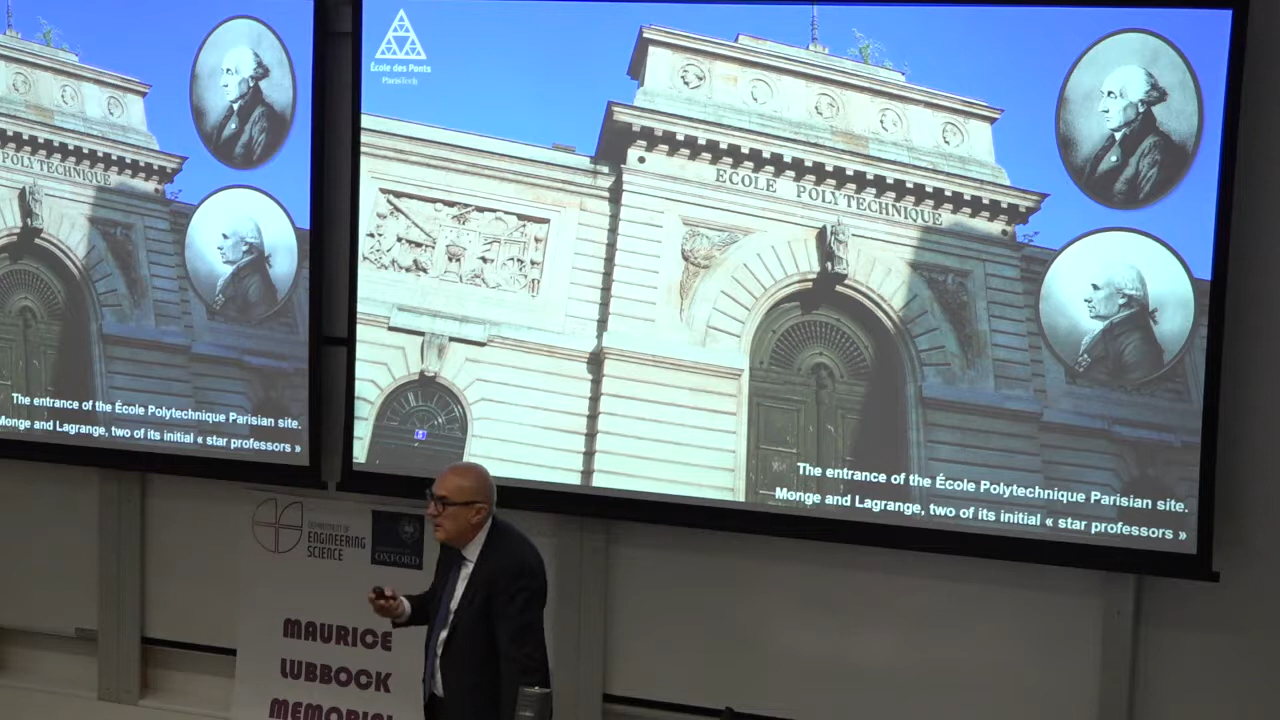 POLYTECHNIQUE
The entrance of the École Polytechnique Parisian site.
Monge and Lagrange, two of its initial « star professors »
École des Ponts
ParisTech
ECOLE POLYTECHNIQUE
The entrance of the École Polytechnique Parisian site.
Monge and Lagrange, two of its initial « star professors »
DEPARTMENT OF
ENGINEERING
SCIENCE
OXFORD
MAURICE
LUBBOCK
MEMORIAL